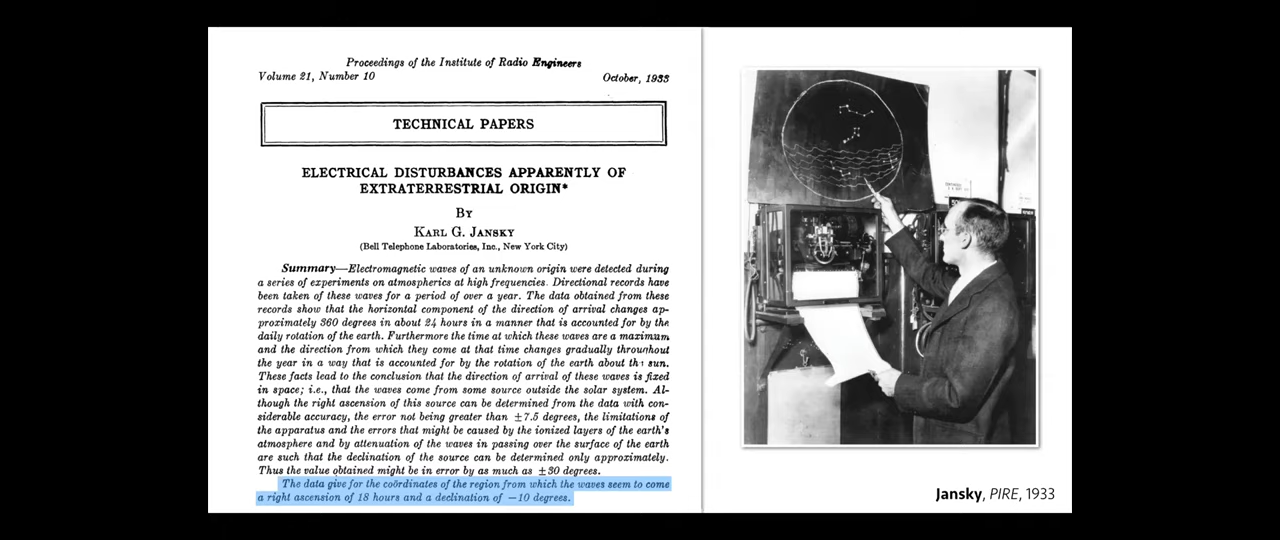 Proceedings of the Institute of Radio Engineers
Volume 21, Number 10 October, 1933
TECHNICAL PAPERS
ELECTRICAL DISTURBANCES APPARENTLY OF
EXTRATERRESTRIAL ORIGIN*
By
Karl G. Jansky
(Bell Telephone Laboratories, Inc., New York City)
Summary—Electromagnetic waves of an unknown origin were detected during
a series of experiments on atmospherics at high frequencies. Directional records have
been taken of these waves for a period of over a year. The data obtained from these
records show that the horizontal component of the direction of arrival changes ap-
proximately 360 degrees in about 24 hours in a manner that is accounted for by the
daily rotation of the earth. Furthermore the time at which these waves are a maximum
and the direction from which they come at that time changes gradually throughout
the year in a way that is accounted for by the rotation of the earth about the sun.
These facts lead to the conclusion that the direction of arrival of these waves is fixed
in space; i.e., that the waves come from some source outside the solar system. Al-
though the right ascension of this source can be determined from the data with con-
siderable accuracy, the error not being greater than ±7.5 degrees, the limitations of
the apparatus and the errors that might be caused by the ionized layers of the earth's
atmosphere and by attenuation of the waves in passing over the surface of the earth
are such that the declination of the source can be determined only approximately.
Thus the value obtained might be in error by as much as ±30 degrees.
The data give for the coördinates of the region from which the waves seem to come
a right ascension of 18 hours and a declination of −10 degrees.
Jansky, PIRE, 1933